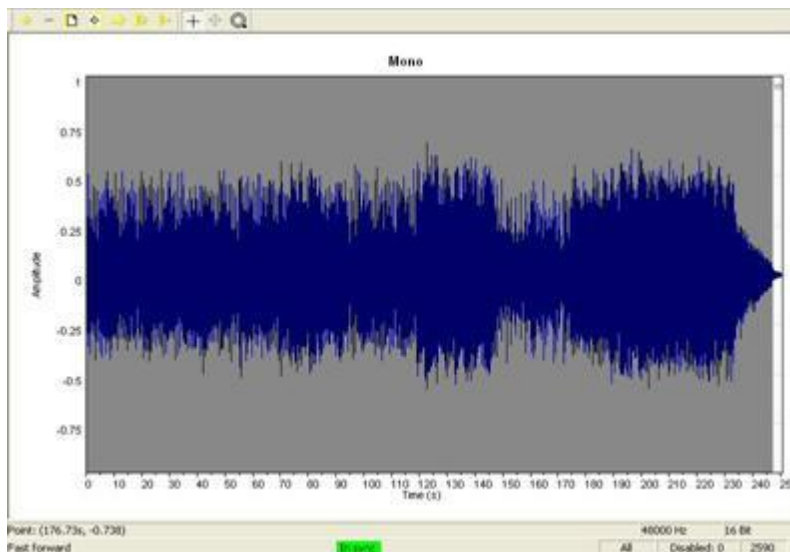 Mono
1
0.75
0.5
0.25
0
-0.25
-0.5
-0.75
Amplitude
0 10 20 30 40 50 60 70 80 90 100 110 120 130 140 150 160 170 180 190 200 210 220 230 240 25
Time (s)
Point: (176.73s, -0.738) 48000 Hz 16 Bit
Fast forward In sync All Disabled: 0 2590